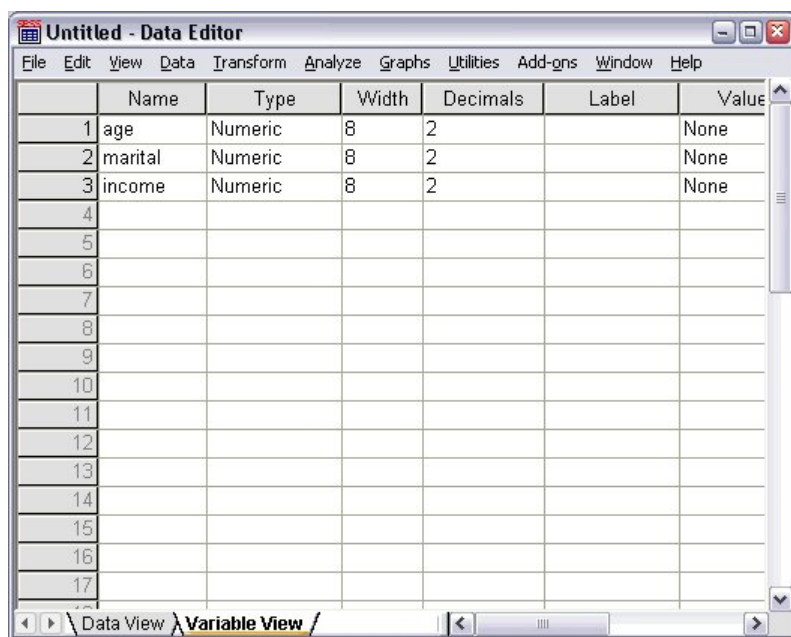 Untitled - Data Editor
File Edit View Data Transform Analyze Graphs Utilities Add-ons Window Help
Name Type Width Decimals Label Value
1 age Numeric 8 2 None
2 marital Numeric 8 2 None
3 income Numeric 8 2 None
4
5
6
7
8
9
10
11
12
13
14
15
16
17
Data View Variable View